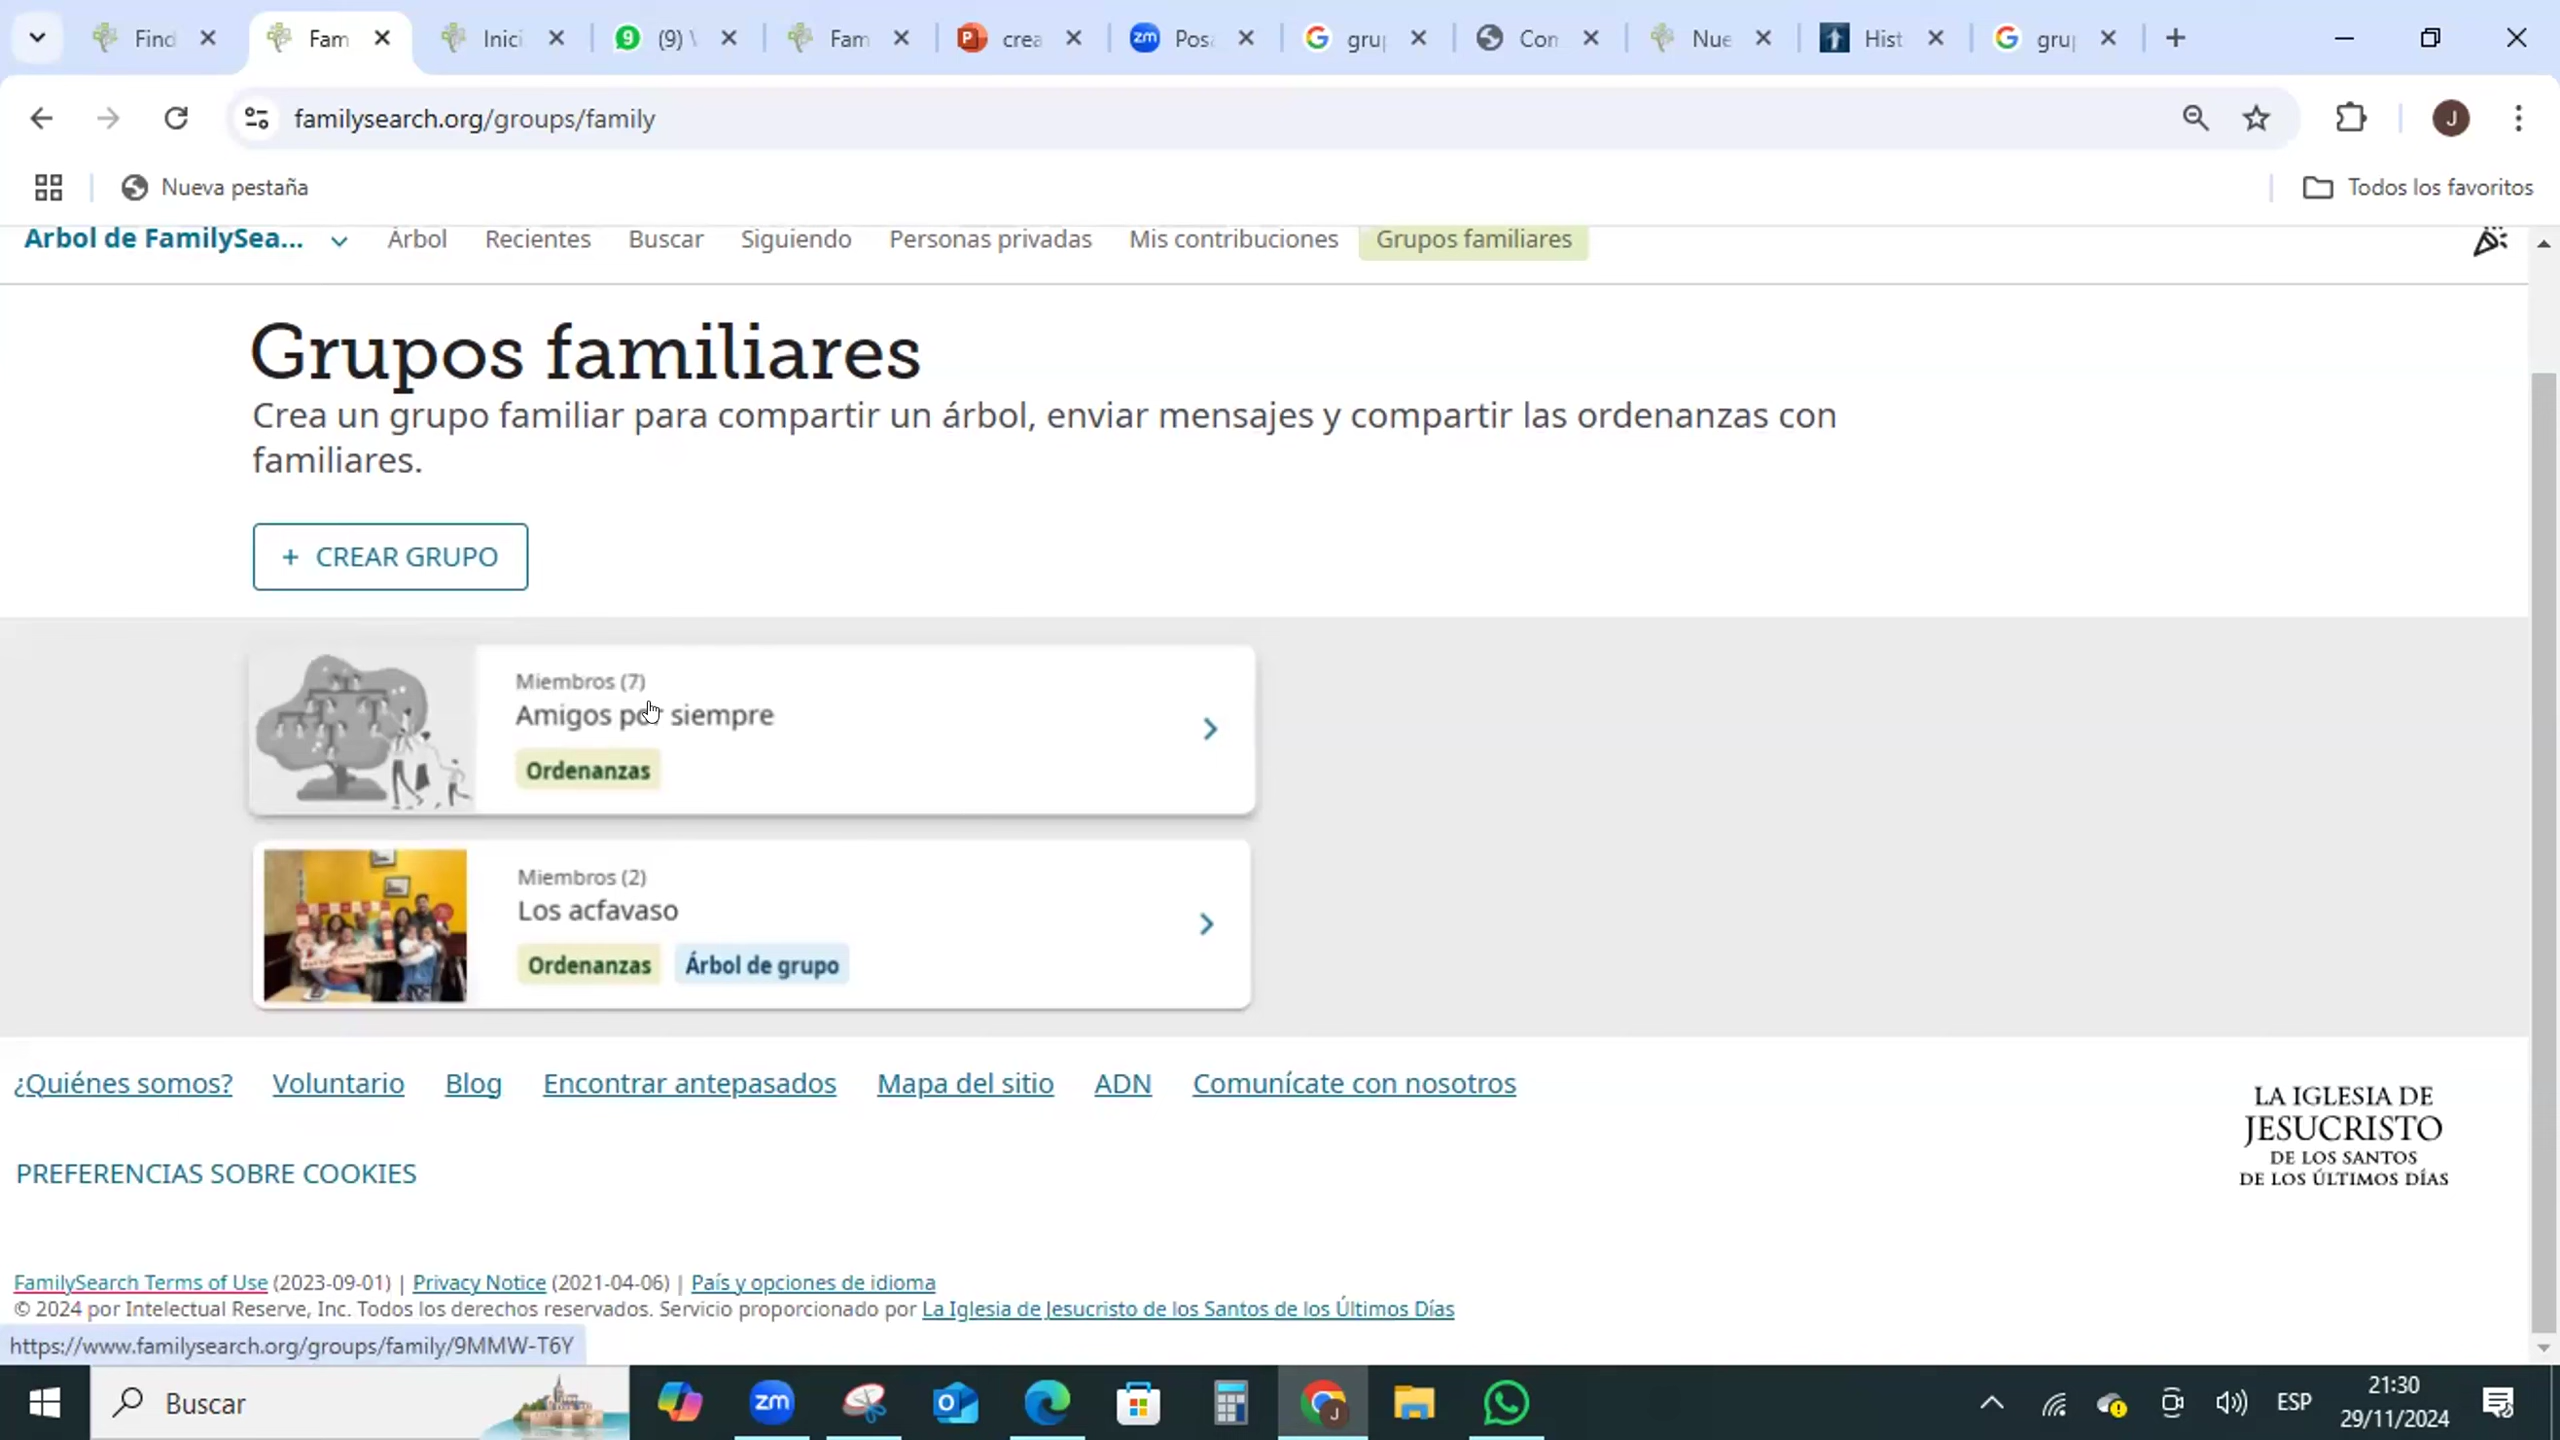 Find
Fam
Inici
(9) \
Fam
crea
Pos
gru
Con
Nue
Hist
gru
familysearch.org/groups/family
J
Nueva pestaña
Todos los favoritos
Arbol de FamilySea...
Árbol
Recientes
Buscar
Siguiendo
Personas privadas
Mis contribuciones
Grupos familiares
Grupos familiares
Crea un grupo familiar para compartir un árbol, enviar mensajes y compartir las ordenanzas con
familiares.
+ CREAR GRUPO
Miembros (7)
Amigos por siempre
Ordenanzas
Miembros (2)
Los acfavaso
Ordenanzas Árbol de grupo
¿Quiénes somos? Voluntario Blog Encontrar antepasados Mapa del sitio ADN Comunícate con nosotros
LA IGLESIA DE
JESUCRISTO
DE LOS SANTOS
DE LOS ÚLTIMOS DÍAS
PREFERENCIAS SOBRE COOKIES
FamilySearch Terms of Use (2023-09-01) | Privacy Notice (2021-04-06) | País y opciones de idioma
© 2024 por Intelectual Reserve, Inc. Todos los derechos reservados. Servicio proporcionado por La Iglesia de Jesucristo de los Santos de los Últimos Días
https://www.familysearch.org/groups/family/9MMW-T6Y
Buscar
zm
ESP
21:30
29/11/2024